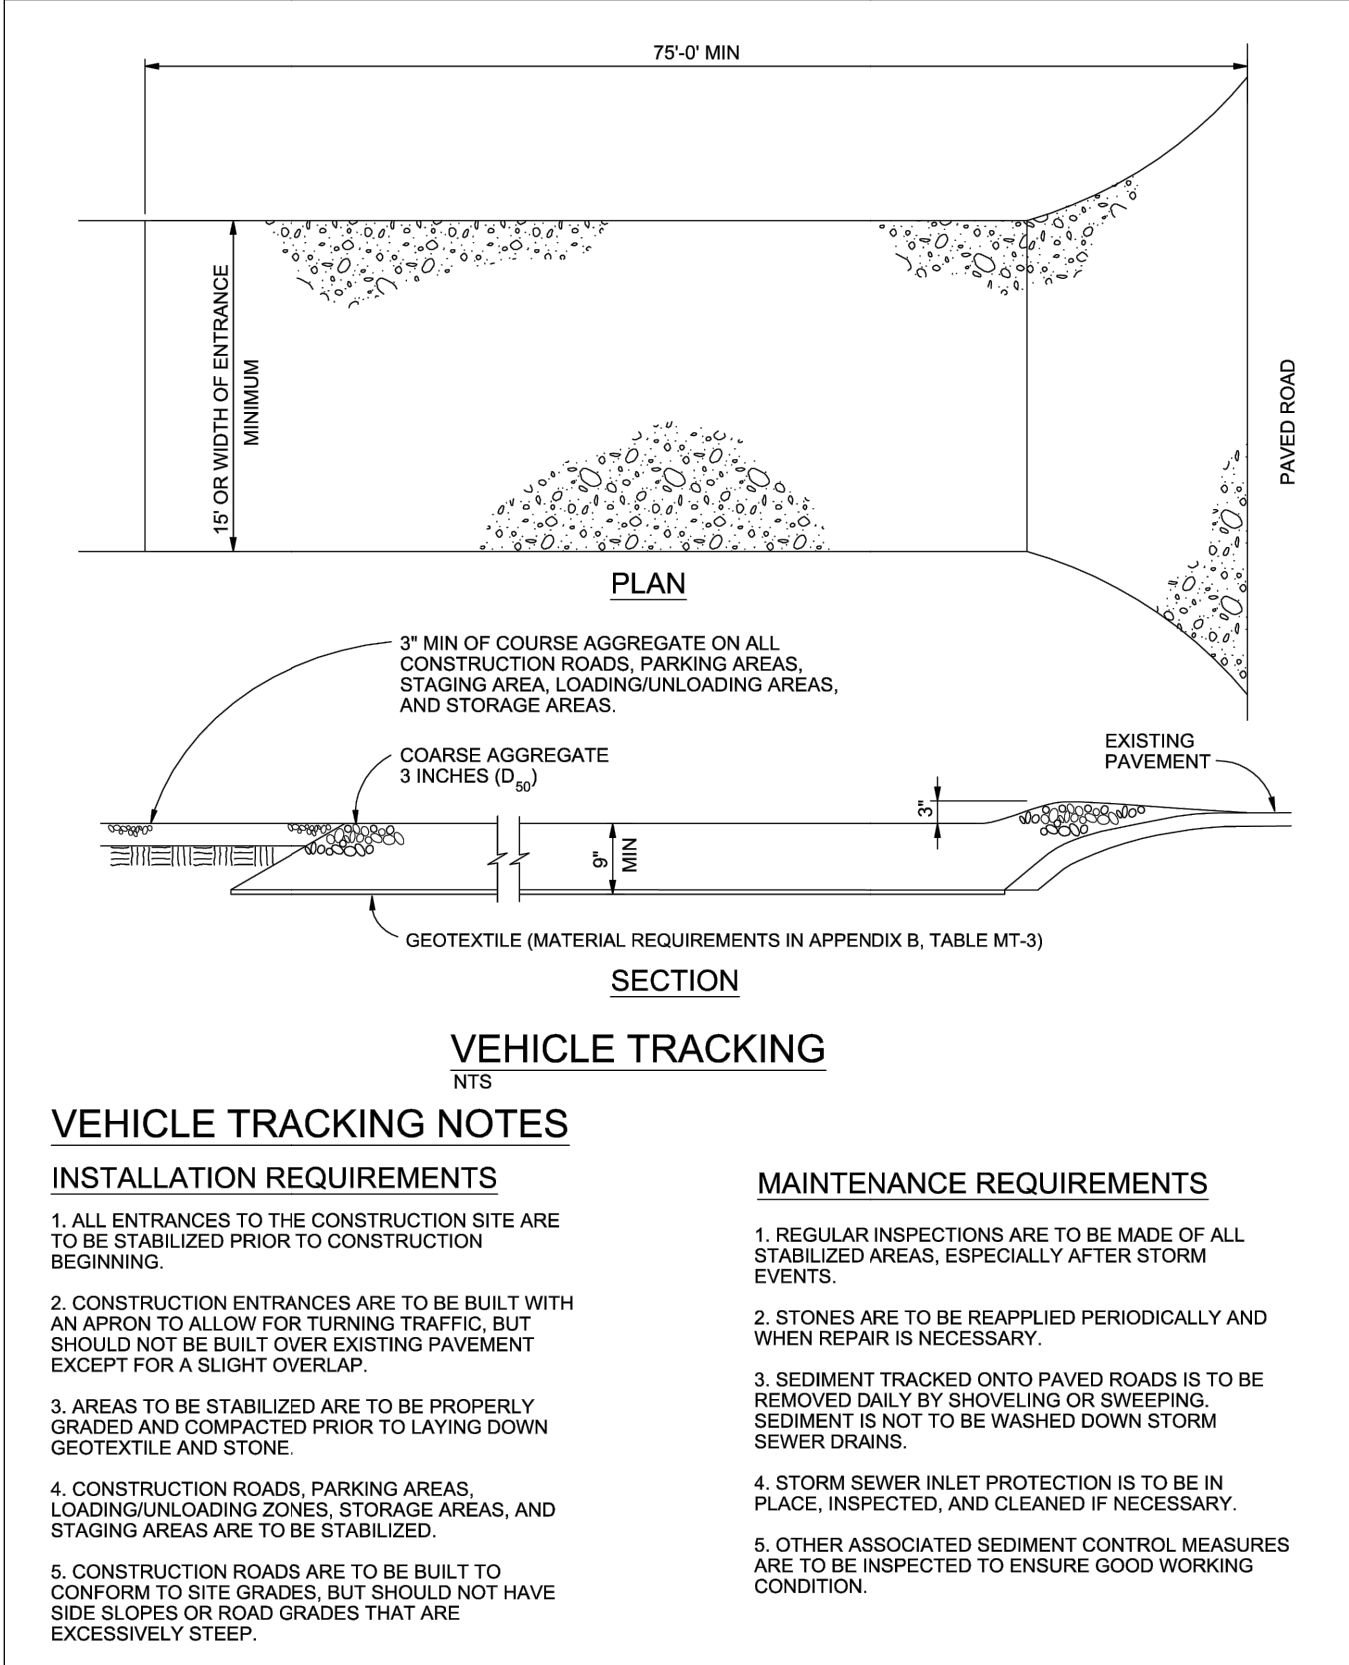 75'-0' MIN
15' OR WIDTH OF ENTRANCE
MINIMUM
PAVED ROAD
PLAN
3" MIN OF COURSE AGGREGATE ON ALL
CONSTRUCTION ROADS, PARKING AREAS,
STAGING AREA, LOADING/UNLOADING AREAS,
AND STORAGE AREAS.
COARSE AGGREGATE
3 INCHES (D50)
EXISTING
PAVEMENT
3"
9"
MIN
GEOTEXTILE (MATERIAL REQUIREMENTS IN APPENDIX B, TABLE MT-3)
SECTION
VEHICLE TRACKING
NTS
VEHICLE TRACKING NOTES
INSTALLATION REQUIREMENTS
1. ALL ENTRANCES TO THE CONSTRUCTION SITE ARE
TO BE STABILIZED PRIOR TO CONSTRUCTION
BEGINNING.
2. CONSTRUCTION ENTRANCES ARE TO BE BUILT WITH
AN APRON TO ALLOW FOR TURNING TRAFFIC, BUT
SHOULD NOT BE BUILT OVER EXISTING PAVEMENT
EXCEPT FOR A SLIGHT OVERLAP.
3. AREAS TO BE STABILIZED ARE TO BE PROPERLY
GRADED AND COMPACTED PRIOR TO LAYING DOWN
GEOTEXTILE AND STONE.
4. CONSTRUCTION ROADS, PARKING AREAS,
LOADING/UNLOADING ZONES, STORAGE AREAS, AND
STAGING AREAS ARE TO BE STABILIZED.
5. CONSTRUCTION ROADS ARE TO BE BUILT TO
CONFORM TO SITE GRADES, BUT SHOULD NOT HAVE
SIDE SLOPES OR ROAD GRADES THAT ARE
EXCESSIVELY STEEP.
MAINTENANCE REQUIREMENTS
1. REGULAR INSPECTIONS ARE TO BE MADE OF ALL
STABILIZED AREAS, ESPECIALLY AFTER STORM
EVENTS.
2. STONES ARE TO BE REAPPLIED PERIODICALLY AND
WHEN REPAIR IS NECESSARY.
3. SEDIMENT TRACKED ONTO PAVED ROADS IS TO BE
REMOVED DAILY BY SHOVELING OR SWEEPING.
SEDIMENT IS NOT TO BE WASHED DOWN STORM
SEWER DRAINS.
4. STORM SEWER INLET PROTECTION IS TO BE IN
PLACE, INSPECTED, AND CLEANED IF NECESSARY.
5. OTHER ASSOCIATED SEDIMENT CONTROL MEASURES
ARE TO BE INSPECTED TO ENSURE GOOD WORKING
CONDITION.